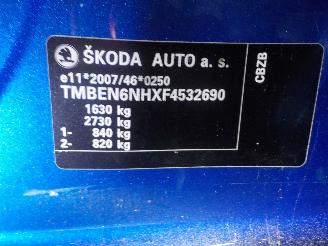 ŠKODA AUTO a. s.
e11*2007/46*0250
TMBEN6NHXF4532690
1630 kg
2730 kg
1- 840 kg
2- 820 kg
CBZB